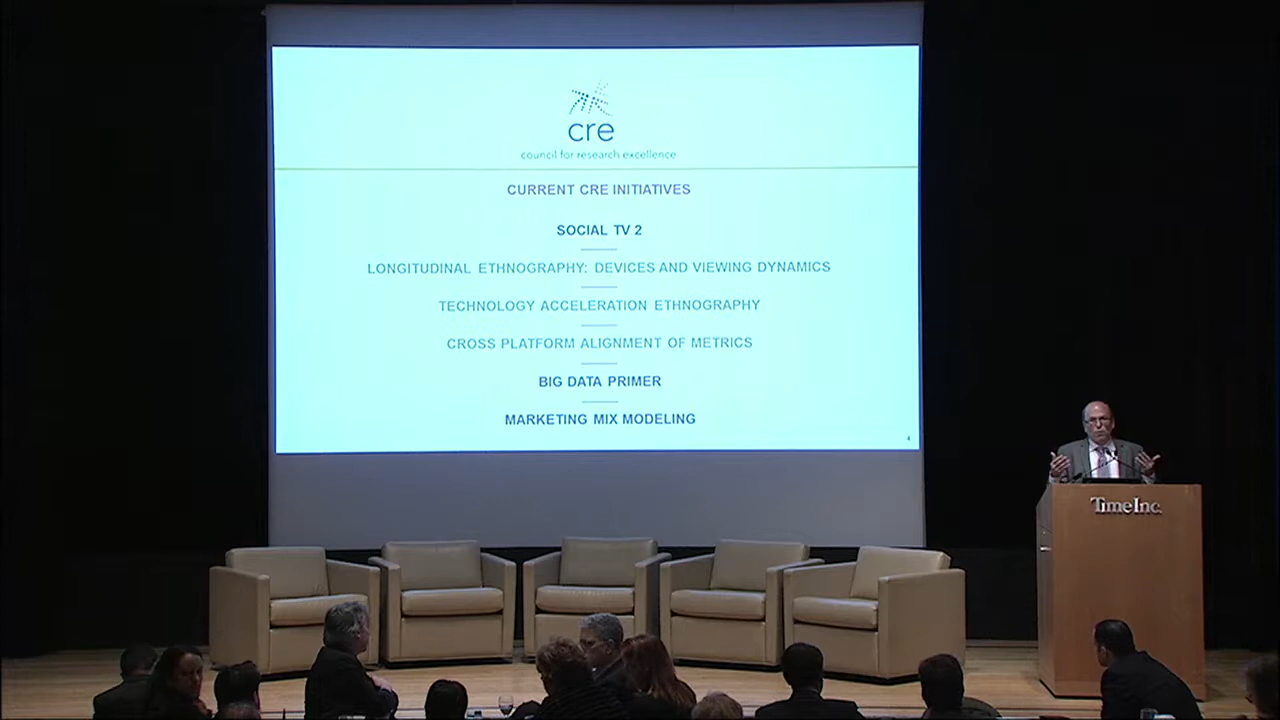 cre
council for research excellence
CURRENT CRE INITIATIVES
SOCIAL TV 2
LONGITUDINAL ETHNOGRAPHY: DEVICES AND VIEWING DYNAMICS
TECHNOLOGY ACCELERATION ETHNOGRAPHY
CROSS PLATFORM ALIGNMENT OF METRICS
BIG DATA PRIMER
MARKETING MIX MODELING
4
TimeInc.